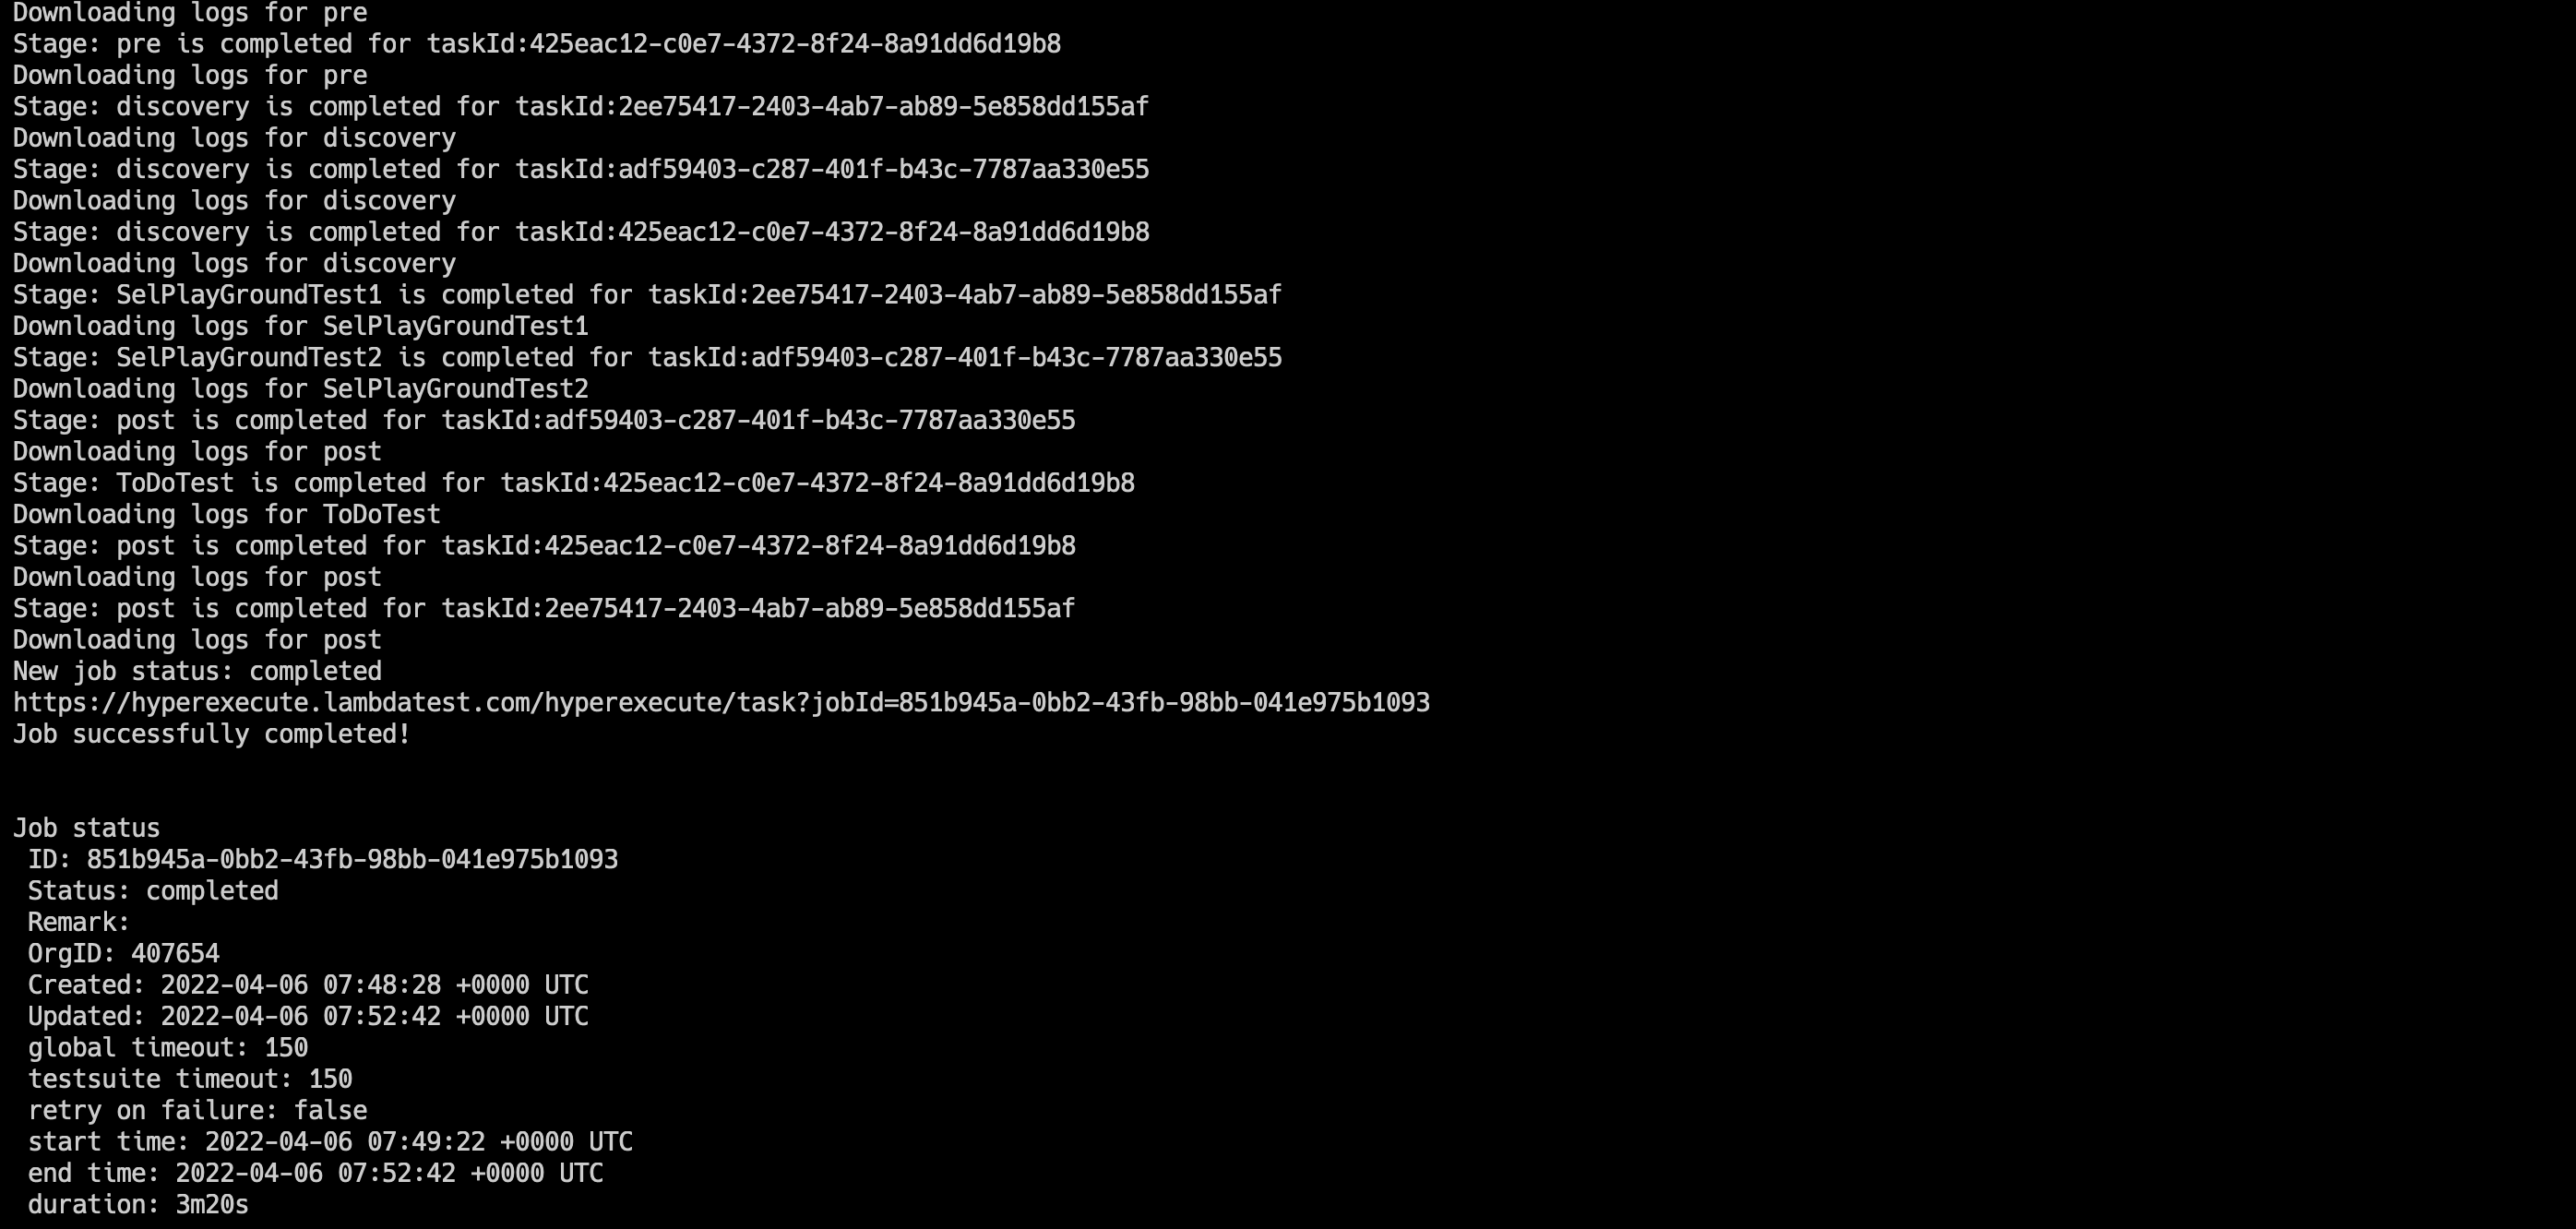 Downloading logs for pre
Stage: pre is completed for taskId:425eac12-c0e7-4372-8f24-8a91dd6d19b8
Downloading logs for pre
Stage: discovery is completed for taskId:2ee75417-2403-4ab7-ab89-5e858dd155af
Downloading logs for discovery
Stage: discovery is completed for taskId:adf59403-c287-401f-b43c-7787aa330e55
Downloading logs for discovery
Stage: discovery is completed for taskId:425eac12-c0e7-4372-8f24-8a91dd6d19b8
Downloading logs for discovery
Stage: SelPlayGroundTest1 is completed for taskId:2ee75417-2403-4ab7-ab89-5e858dd155af
Downloading logs for SelPlayGroundTest1
Stage: SelPlayGroundTest2 is completed for taskId:adf59403-c287-401f-b43c-7787aa330e55
Downloading logs for SelPlayGroundTest2
Stage: post is completed for taskId:adf59403-c287-401f-b43c-7787aa330e55
Downloading logs for post
Stage: ToDoTest is completed for taskId:425eac12-c0e7-4372-8f24-8a91dd6d19b8
Downloading logs for ToDoTest
Stage: post is completed for taskId:425eac12-c0e7-4372-8f24-8a91dd6d19b8
Downloading logs for post
Stage: post is completed for taskId:2ee75417-2403-4ab7-ab89-5e858dd155af
Downloading logs for post
New job status: completed
https://hyperexecute.lambdatest.com/hyperexecute/task?jobId=851b945a-0bb2-43fb-98bb-041e975b1093
Job successfully completed!
Job status
ID: 851b945a-0bb2-43fb-98bb-041e975b1093
Status: completed
Remark:
OrgID: 407654
Created: 2022-04-06 07:48:28 +0000 UTC
Updated: 2022-04-06 07:52:42 +0000 UTC
global timeout: 150
testsuite timeout: 150
retry on failure: false
start time: 2022-04-06 07:49:22 +0000 UTC
end time: 2022-04-06 07:52:42 +0000 UTC
duration: 3m20s